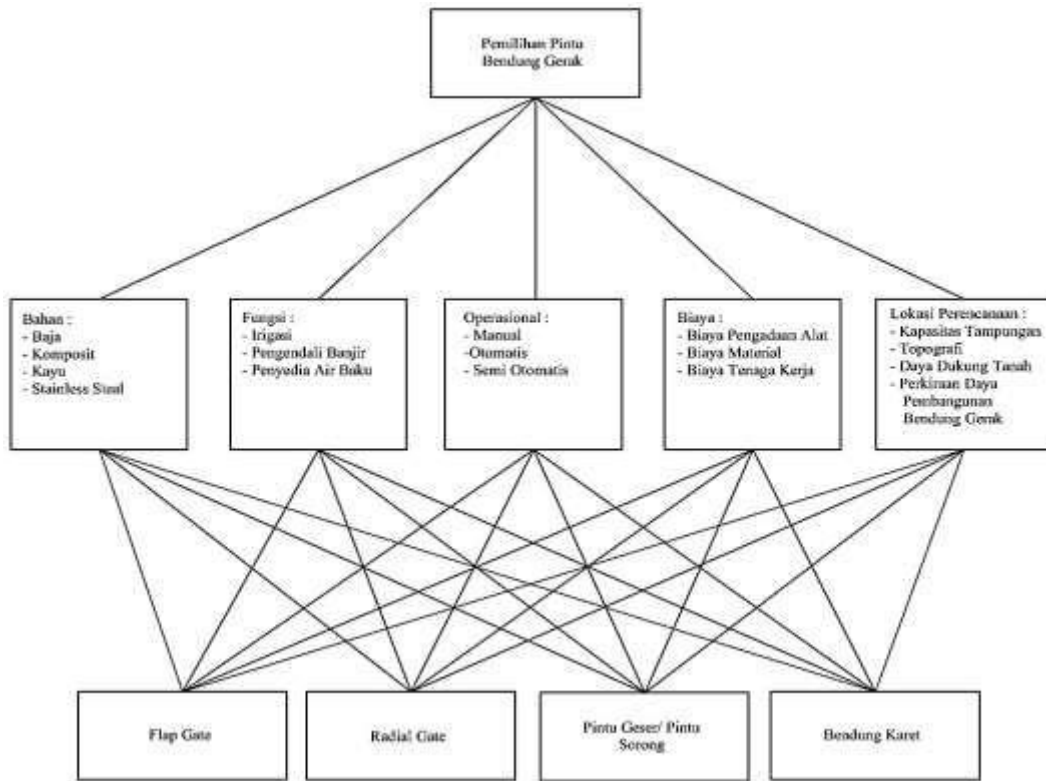 Pemilihan Pintu
Bendung Gerak
Bahan :
- Baja
- Komposit
- Kayu
- Stainless Steal
Fungsi :
- Irigasi
- Pengendali Banjir
- Penyedia Air Baku
Operasional :
- Manual
-Otomatis
- Semi Otomatis
Biaya :
- Biaya Pengadaan Alat
- Biaya Material
- Biaya Tenaga Kerja
Lokasi Perencanaan :
- Kapasitas Tampungan
- Topografi
- Daya Dukung Tanah
- Perkiraan Daya
Pembangunan
Bendung Gerak
Flap Gate
Radial Gate
Pintu Geser/ Pintu
Sorong
Bendung Karet